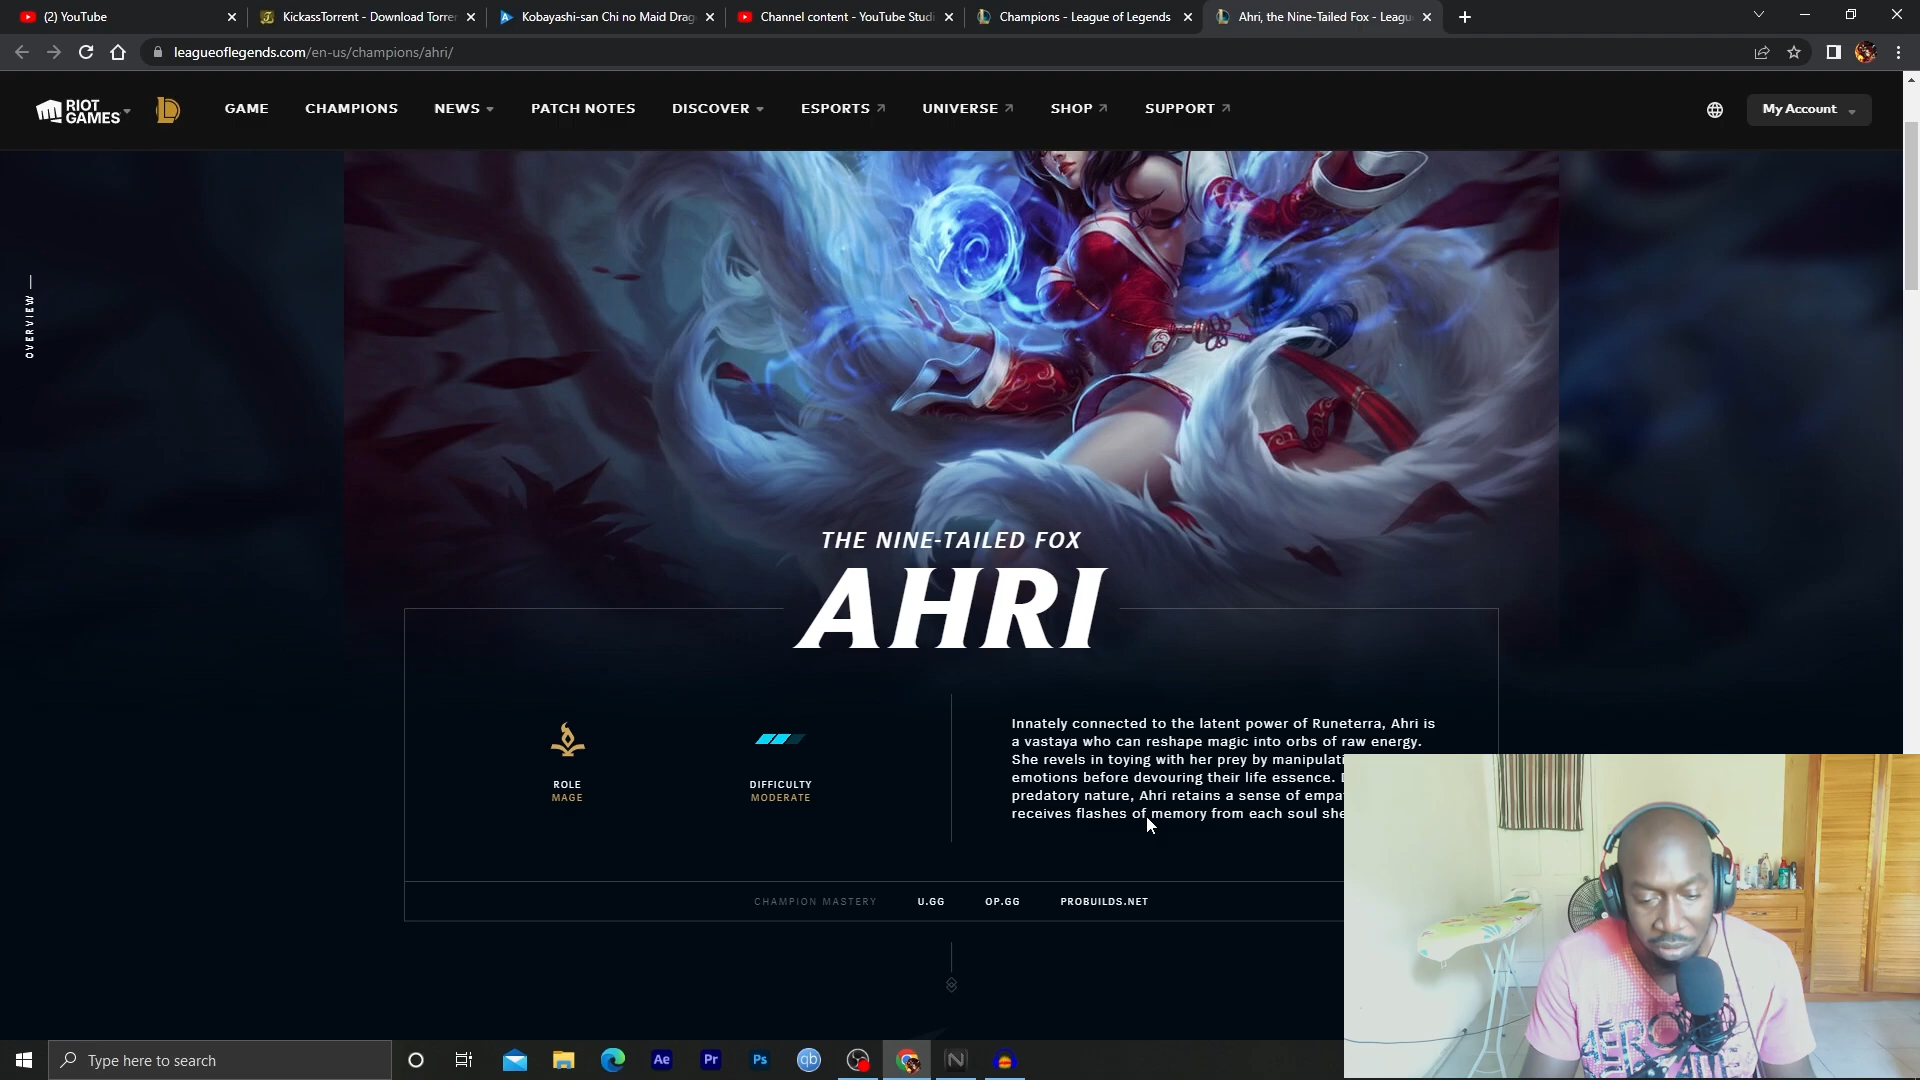 (2) YouTube
KickassTorrent - Download Torren
Kobayashi-san Chi no Maid Drag
Channel content - YouTube Studi
Champions - League of Legends
Ahri, the Nine-Tailed Fox - Leagu
leagueoflegends.com/en-us/champions/ahri/
RIOT GAMES
GAME
CHAMPIONS
NEWS
PATCH NOTES
DISCOVER
ESPORTS
UNIVERSE
SHOP
SUPPORT
My Account
OVERVIEW
THE NINE-TAILED FOX
AHRI
ROLE
MAGE
DIFFICULTY
MODERATE
Innately connected to the latent power of Runeterra, Ahri is
a vastaya who can reshape magic into orbs of raw energy.
She revels in toying with her prey by manipulati
emotions before devouring their life essence.
predatory nature, Ahri retains a sense of empa
receives flashes of memory from each soul she
CHAMPION MASTERY
U.GG
OP.GG
PROBUILDS.NET
Type here to search
Ae
Pr
Ps
qb
N